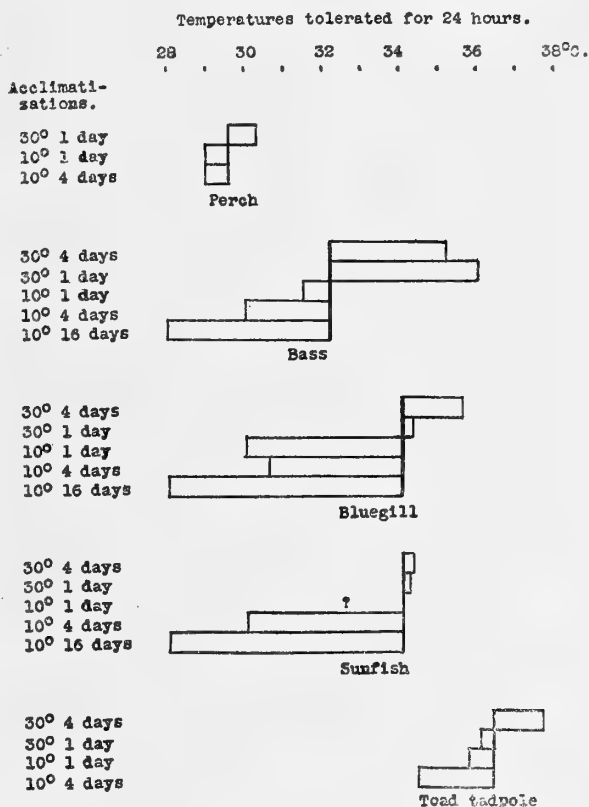 Temperatures tolerated for 24 hours.
28 30 32 34 36 38°C.
Acclimati-
sations.
30° 1 day
10° 1 day
10° 4 days
Perch
30° 4 days
30° 1 day
10° 1 day
10° 4 days
10° 16 days
Bass
30° 4 days
30° 1 day
10° 1 day
10° 4 days
10° 16 days
Bluegill
30° 4 days
30° 1 day
10° 1 day ?
10° 4 days
10° 16 days
Sunfish
30° 4 days
30° 1 day
10° 1 day
10° 4 days
Toad tadpole